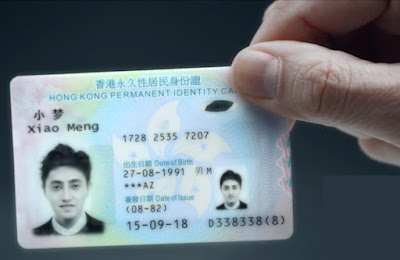 香港永久性居民身份證
HONG KONG PERMANENT IDENTITY CA
小 梦
Xiao Meng
1728 2535 7207
出生日期 Date of Birth
27-08-1991 男 M
***AZ
簽發日期 Date of Issue
(08-82)
15-09-18 D338338(8)